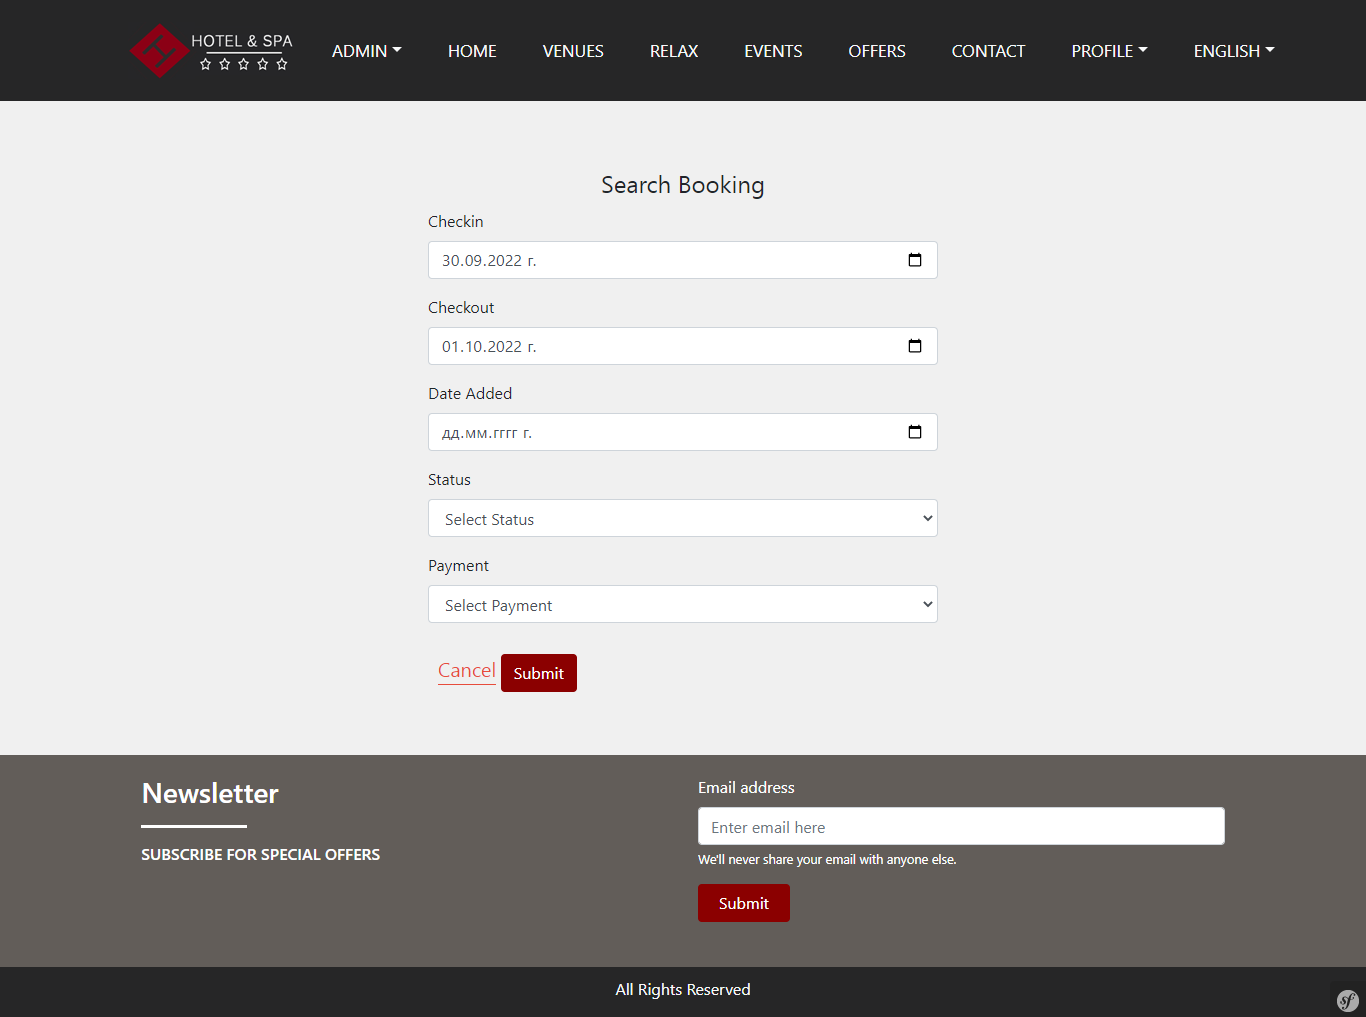 HOTEL & SPA
ADMIN HOME VENUES RELAX EVENTS OFFERS CONTACT PROFILE ENGLISH
Search Booking
Checkin
30.09.2022 г.
Checkout
01.10.2022 г.
Date Added
дд.мм.гггг г.
Status
Select Status
Payment
Select Payment
Cancel Submit
Newsletter
SUBSCRIBE FOR SPECIAL OFFERS
Email address
Enter email here
We'll never share your email with anyone else.
Submit
All Rights Reserved
sf